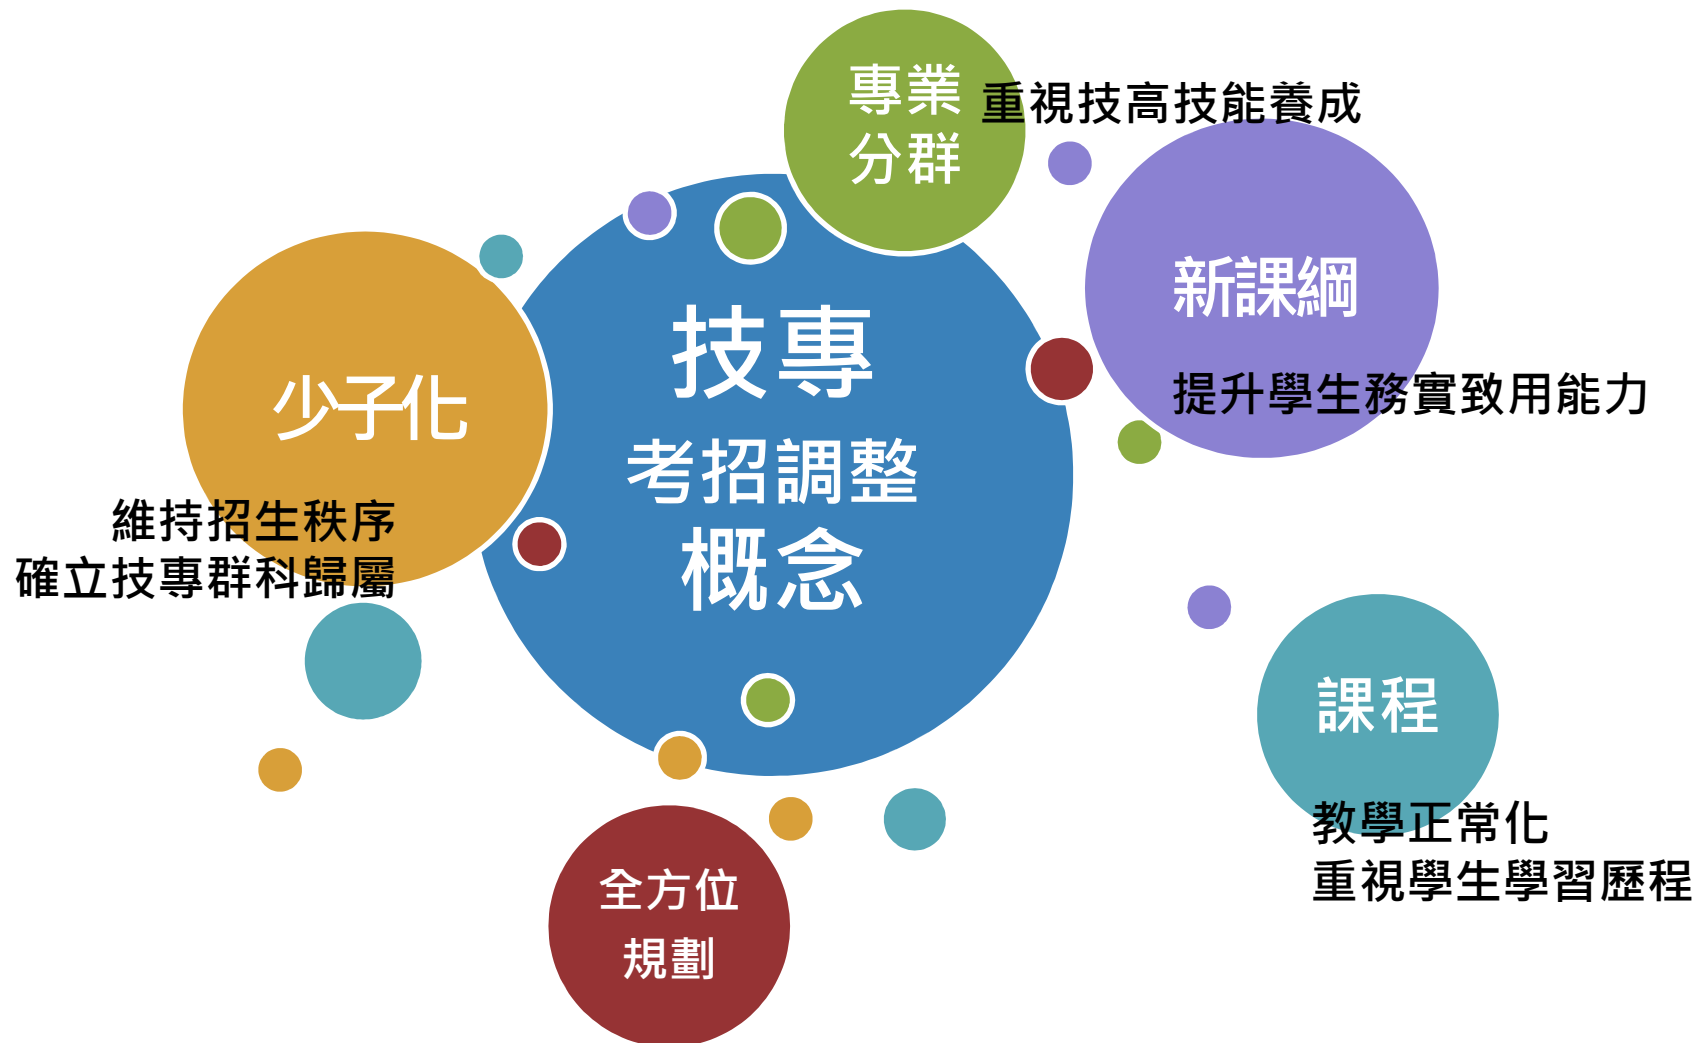 專業
分群
重視技高技能養成
新課綱
提升學生務實致用能力
技專
考招調整
概念
少子化
維持招生秩序
確立技專群科歸屬
課程
教學正常化
重視學生學習歷程
全方位
規劃